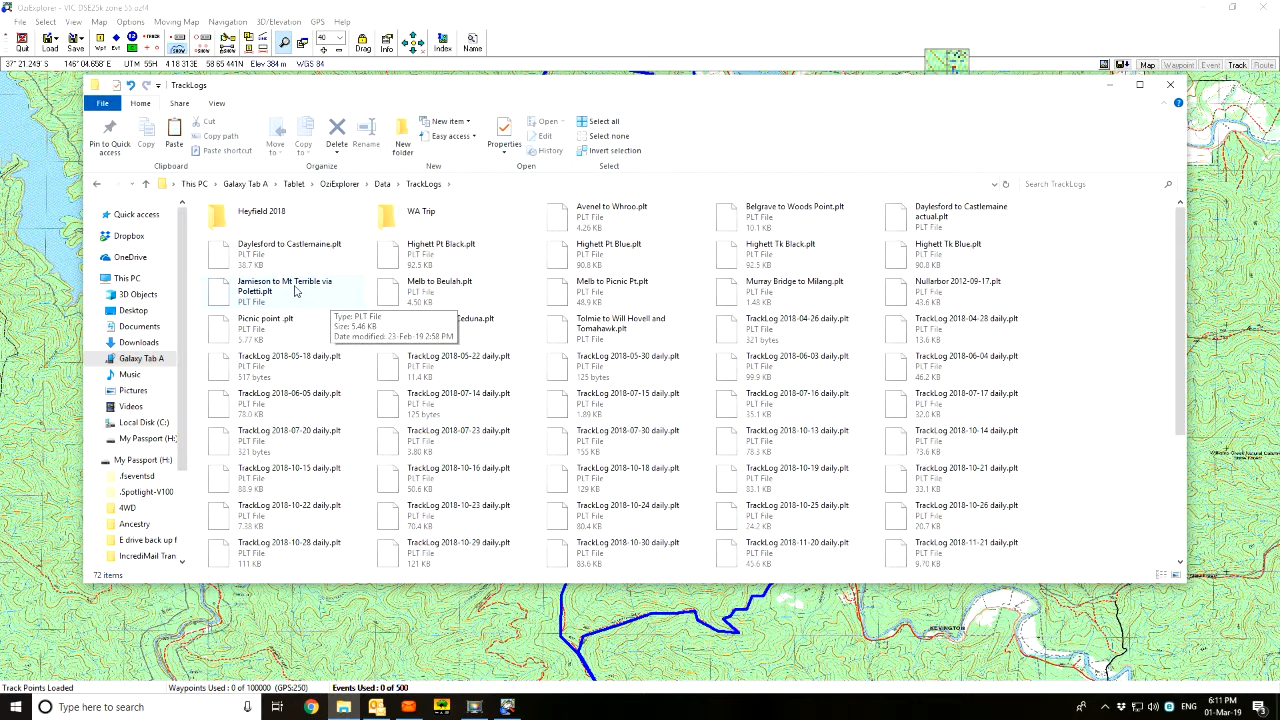 OziExplorer - VIC DSE25k zone 55 ozf4
File Select View Map Options Moving Map Navigation 3D/Elevation GPS Help
40
Quit Load Save Drag Info Index Name
37° 21.249' S 146° 04.658' E UTM 55H 4 18 313E 58 65 441N Elev 384 m WGS 84 Map Waypoint Event Track Route
TrackLogs
File Home Share View
Pin to Quick access
Copy
Paste
Cut
Copy path
Paste shortcut
Move to
Copy to
Delete
Rename
New folder
New item
Easy access
Properties
Open
Edit
History
Select all
Select none
Invert selection
Clipboard Organize New Open Select
This PC Galaxy Tab A Tablet OziExplorer Data TrackLogs Search TrackLogs
Quick access
Dropbox
OneDrive
This PC
3D Objects
Desktop
Documents
Downloads
Galaxy Tab A
Music
Pictures
Videos
Local Disk (C:)
My Passport (H:
My Passport (H:)
.fseventsd
.Spotlight-V100
4WD
Ancestry
E drive back up f
IncrediMail Tran
Heyfield 2018
WA Trip
Avenel to Whroo.plt
PLT File
4.26 KB
Belgrave to Woods Point.plt
PLT File
10.1 KB
Daylesford to Castlemaine
actual.plt
PLT File
Daylesford to Castlemaine.plt
PLT File
38.7 KB
Highett Pt Black.plt
PLT File
92.5 KB
Highett Pt Blue.plt
PLT File
90.8 KB
Highett Tk Black.plt
PLT File
92.5 KB
Highett Tk Blue.plt
PLT File
90.8 KB
Jamieson to Mt Terrible via
Poletti.plt
PLT File
Melb to Beulah.plt
PLT File
4.50 KB
Melb to Picnic Pt.plt
PLT File
48.9 KB
Murray Bridge to Milang.plt
PLT File
1.48 KB
Nullarbor 2012-09-17.plt
PLT File
43.6 KB
Picnic point .plt
PLT File
5.77 KB
Ceduna.plt
Type: PLT File
Size: 5.46 KB
Date modified: 23-Feb-19 2:58 PM
Tolmie to Will Hovell and
Tomahawk.plt
PLT File
TrackLog 2018-04-26 daily.plt
PLT File
321 bytes
TrackLog 2018-04-28 daily.plt
PLT File
13.6 KB
TrackLog 2018-05-18 daily.plt
PLT File
517 bytes
TrackLog 2018-05-22 daily.plt
PLT File
11.4 KB
TrackLog 2018-05-30 daily.plt
PLT File
125 bytes
TrackLog 2018-06-03 daily.plt
PLT File
99.9 KB
TrackLog 2018-06-04 daily.plt
PLT File
46.2 KB
TrackLog 2018-06-05 daily.plt
PLT File
78.0 KB
TrackLog 2018-07-14 daily.plt
PLT File
125 bytes
TrackLog 2018-07-15 daily.plt
PLT File
1.89 KB
TrackLog 2018-07-16 daily.plt
PLT File
35.1 KB
TrackLog 2018-07-17 daily.plt
PLT File
32.0 KB
TrackLog 2018-07-20 daily.plt
PLT File
321 bytes
TrackLog 2018-07-23 daily.plt
PLT File
3.80 KB
TrackLog 2018-07-30 daily.plt
PLT File
155 KB
TrackLog 2018-10-13 daily.plt
PLT File
78.3 KB
TrackLog 2018-10-14 daily.plt
PLT File
73.6 KB
TrackLog 2018-10-15 daily.plt
PLT File
88.9 KB
TrackLog 2018-10-16 daily.plt
PLT File
50.6 KB
TrackLog 2018-10-18 daily.plt
PLT File
129 KB
TrackLog 2018-10-19 daily.plt
PLT File
83.1 KB
TrackLog 2018-10-21 daily.plt
PLT File
33.1 KB
TrackLog 2018-10-22 daily.plt
PLT File
7.38 KB
TrackLog 2018-10-23 daily.plt
PLT File
70.4 KB
TrackLog 2018-10-24 daily.plt
PLT File
80.4 KB
TrackLog 2018-10-25 daily.plt
PLT File
24.2 KB
TrackLog 2018-10-26 daily.plt
PLT File
20.7 KB
TrackLog 2018-10-28 daily.plt
PLT File
111 KB
TrackLog 2018-10-29 daily.plt
PLT File
121 KB
TrackLog 2018-10-30 daily.plt
PLT File
83.6 KB
TrackLog 2018-11-20 daily.plt
PLT File
45.6 KB
TrackLog 2018-11-21 daily.plt
PLT File
9.70 KB
72 items
KEVINGTON
Track Points Loaded Waypoints Used : 0 of 100000 (GPS:250) Events Used : 0 of 500
Type here to search
6:11 PM
01-Mar-19